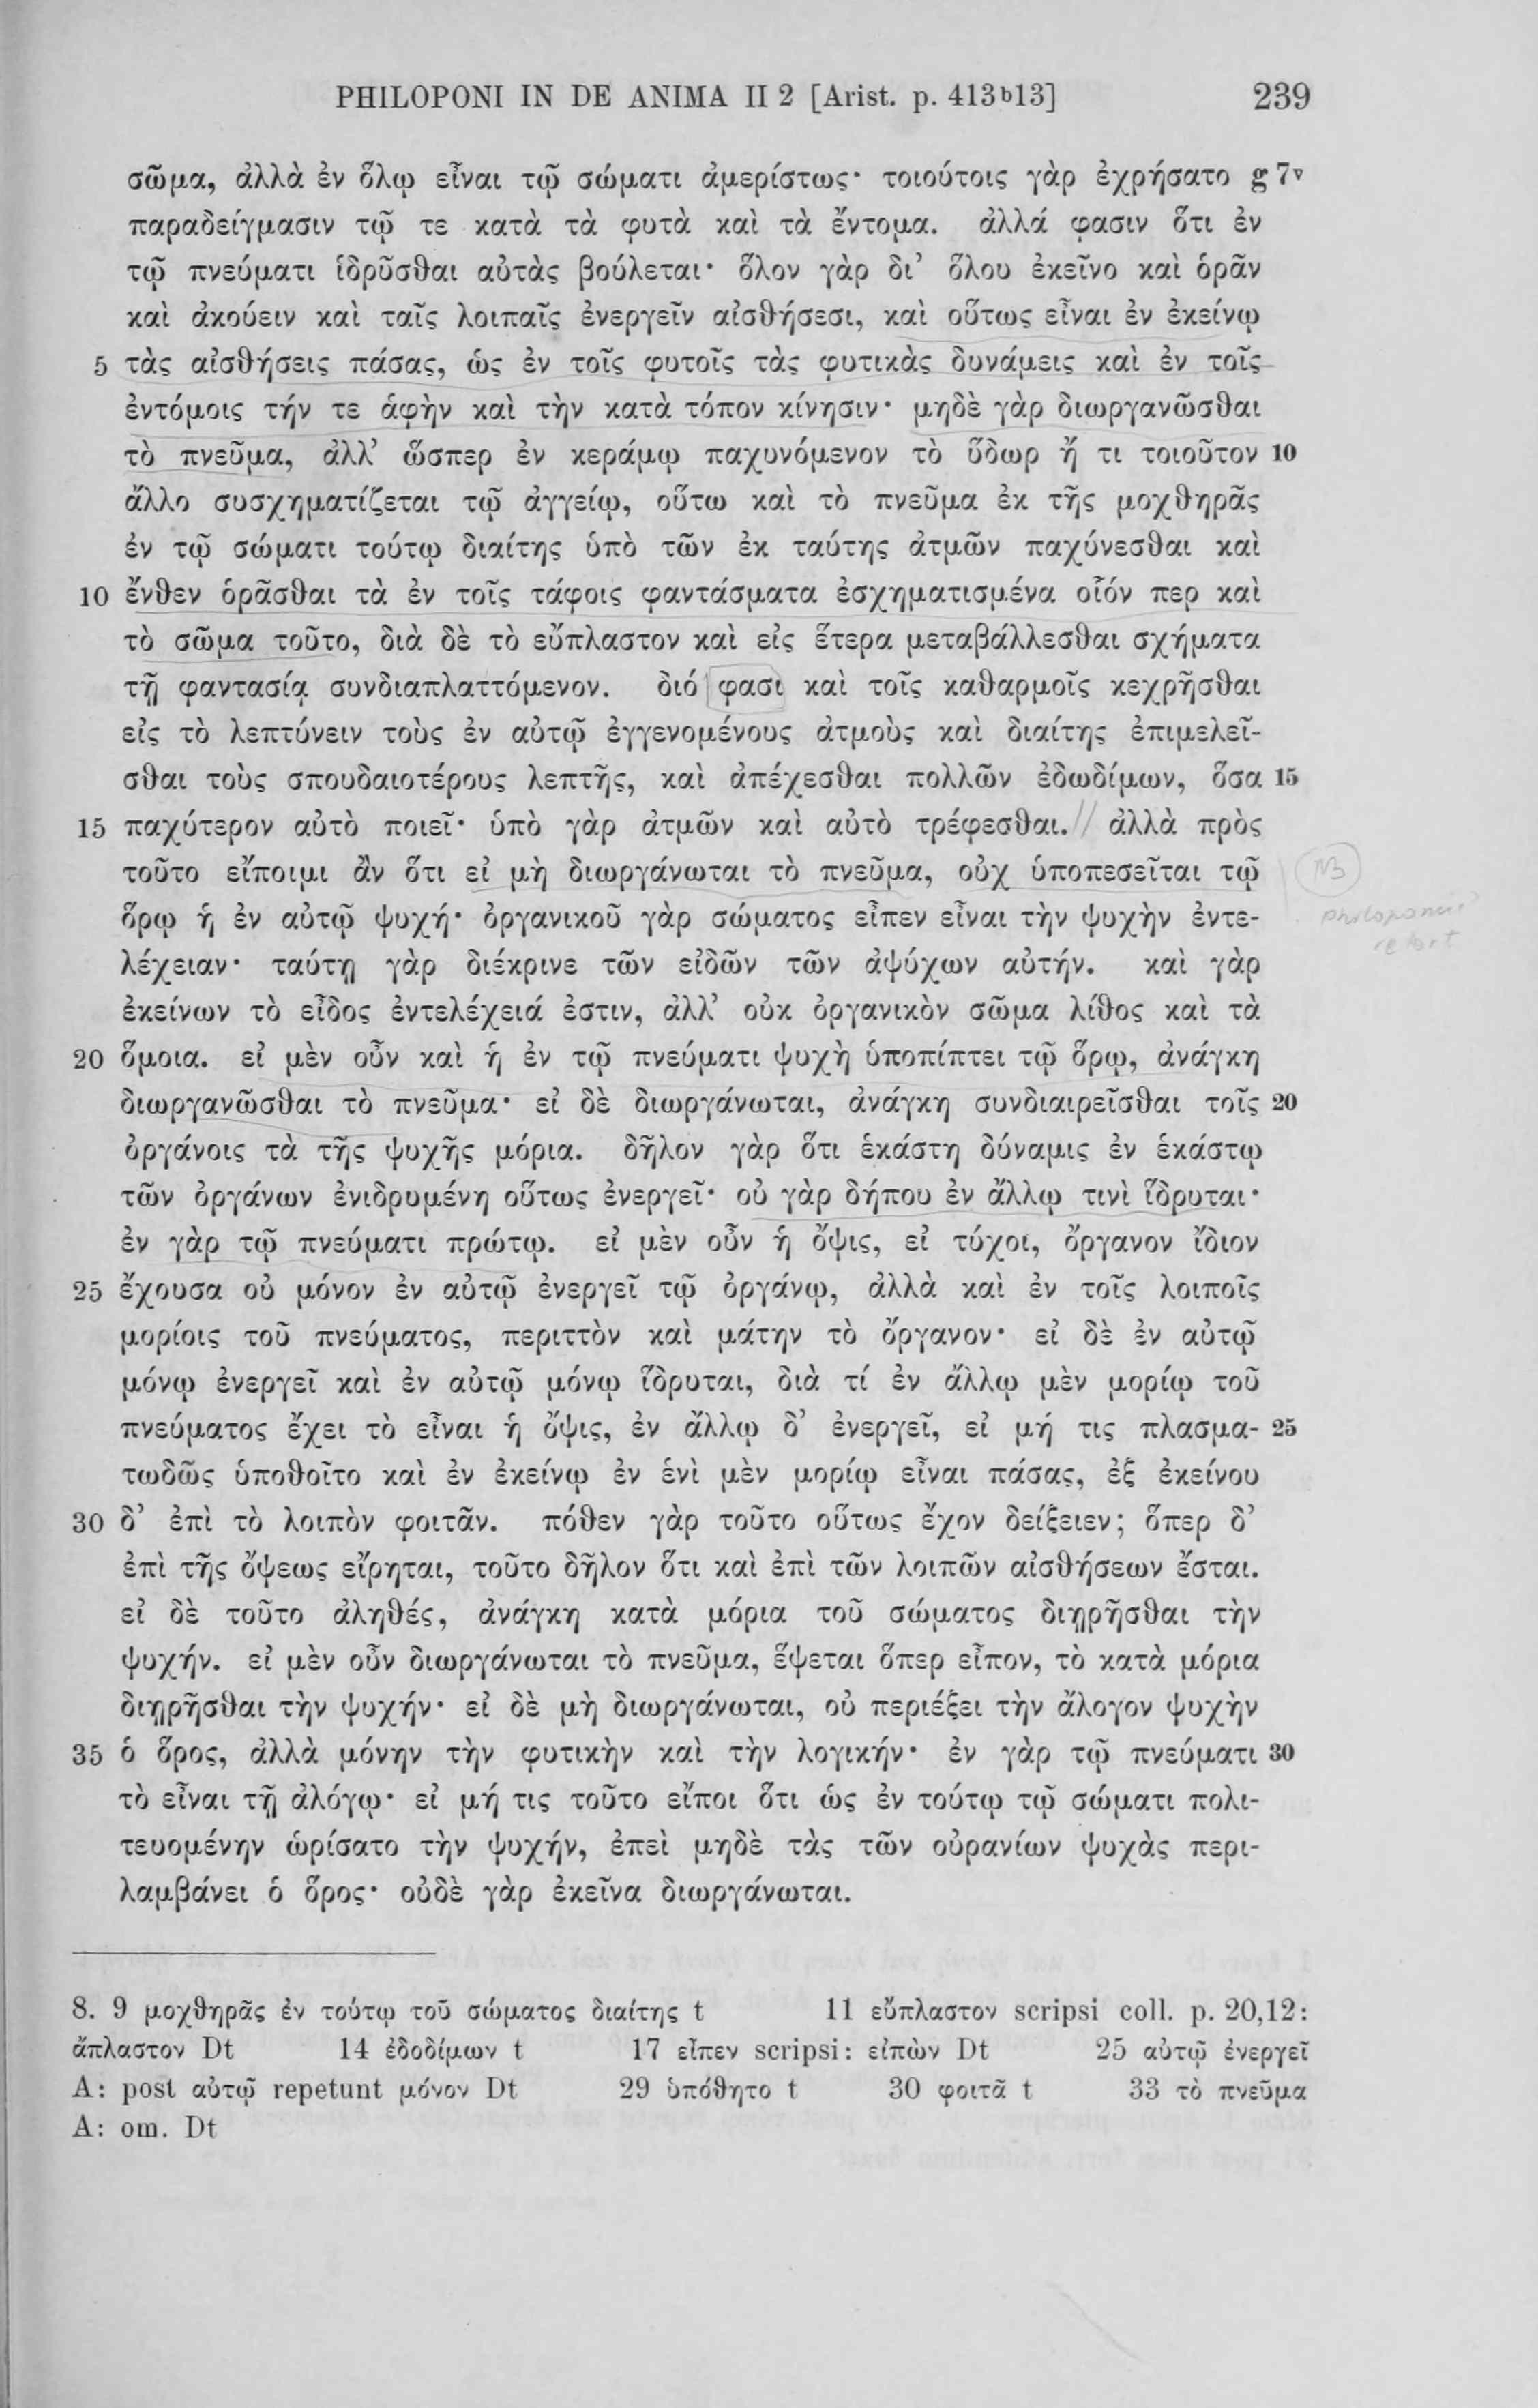 PHILOPONI IN DE ANIMA II 2 [Arist. p. 413b13] 239
σῶμα, ἀλλὰ ἐν ὅλῳ εἶναι τῷ σώματι ἀμερίστως· τοιούτοις γὰρ ἐχρήσατο g 7v
παραδείγμασιν τῷ τε κατὰ τὰ φυτὰ καὶ τὰ ἔντομα. ἀλλά φασιν ὅτι ἐν
τῷ πνεύματι ἱδρῦσθαι αὐτὰς βούλεται· ὅλον γὰρ δι’ ὅλου ἐκεῖνο καὶ ὁρᾶν
καὶ ἀκούειν καὶ ταῖς λοιπαῖς ἐνεργεῖν αἰσθήσεσι, καὶ οὕτως εἶναι ἐν ἐκείνῳ
5 τὰς αἰσθήσεις πάσας, ὡς ἐν τοῖς φυτοῖς τὰς φυτικὰς δυνάμεις καὶ ἐν τοῖς
ἐντόμοις τήν τε ἁφὴν καὶ τὴν κατὰ τόπον κίνησιν· μηδὲ γὰρ διωργανῶσθαι
τὸ πνεῦμα, ἀλλ’ ὥσπερ ἐν κεράμῳ παχυνόμενον τὸ ὕδωρ ἤ τι τοιοῦτον 10
ἄλλο συσχηματίζεται τῷ ἀγγείῳ, οὕτω καὶ τὸ πνεῦμα ἐκ τῆς μοχθηρᾶς
ἐν τῷ σώματι τούτῳ διαίτης ὑπὸ τῶν ἐκ ταύτης ἀτμῶν παχύνεσθαι καὶ
10 ἔνθεν ὁρᾶσθαι τὰ ἐν τοῖς τάφοις φαντάσματα ἐσχηματισμένα οἷόν περ καὶ
τὸ σῶμα τοῦτο, διὰ δὲ τὸ εὔπλαστον καὶ εἰς ἕτερα μεταβάλλεσθαι σχήματα
τῇ φαντασίᾳ συνδιαπλαττόμενον. διό φασι καὶ τοῖς καθαρμοῖς κεχρῆσθαι
εἰς τὸ λεπτύνειν τοὺς ἐν αὐτῷ ἐγγενομένους ἀτμοὺς καὶ διαίτης ἐπιμελεῖ-
σθαι τοὺς σπουδαιοτέρους λεπτῆς, καὶ ἀπέχεσθαι πολλῶν ἐδωδίμων, ὅσα 15
15 παχύτερον αὐτὸ ποιεῖ· ὑπὸ γὰρ ἀτμῶν καὶ αὐτὸ τρέφεσθαι. // ἀλλὰ πρὸς
τοῦτο εἴποιμι ἂν ὅτι εἰ μὴ διωργάνωται τὸ πνεῦμα, οὐχ ὑποπεσεῖται τῷ NB
ὅρῳ ἡ ἐν αὐτῷ ψυχή· ὀργανικοῦ γὰρ σώματος εἶπεν εἶναι τὴν ψυχὴν ἐντε-
λέχειαν· ταύτῃ γὰρ διέκρινε τῶν εἰδῶν τῶν ἀψύχων αὐτήν. καὶ γὰρ
ἐκείνων τὸ εἶδος ἐντελέχειά ἐστιν, ἀλλ’ οὐκ ὀργανικὸν σῶμα λίθος καὶ τὰ
20 ὅμοια. εἰ μὲν οὖν καὶ ἡ ἐν τῷ πνεύματι ψυχὴ ὑποπίπτει τῷ ὅρῳ, ἀνάγκη
διωργανῶσθαι τὸ πνεῦμα· εἰ δὲ διωργάνωται, ἀνάγκη συνδιαιρεῖσθαι τοῖς 20
ὀργάνοις τὰ τῆς ψυχῆς μόρια. δῆλον γὰρ ὅτι ἑκάστη δύναμις ἐν ἑκάστῳ
τῶν ὀργάνων ἐνιδρυμένη οὕτως ἐνεργεῖ· οὐ γὰρ δήπου ἐν ἄλλῳ τινὶ ἵδρυται·
ἐν γὰρ τῷ πνεύματι πρώτῳ. εἰ μὲν οὖν ἡ ὄψις, εἰ τύχοι, ὄργανον ἴδιον
25 ἔχουσα οὐ μόνον ἐν αὐτῷ ἐνεργεῖ τῷ ὀργάνῳ, ἀλλὰ καὶ ἐν τοῖς λοιποῖς
μορίοις τοῦ πνεύματος, περιττὸν καὶ μάτην τὸ ὄργανον· εἰ δὲ ἐν αὐτῷ
μόνῳ ἐνεργεῖ καὶ ἐν αὐτῷ μόνῳ ἵδρυται, διὰ τί ἐν ἄλλῳ μὲν μορίῳ τοῦ
πνεύματος ἔχει τὸ εἶναι ἡ ὄψις, ἐν ἄλλῳ δ’ ἐνεργεῖ, εἰ μή τις πλασμα- 25
τωδῶς ὑποθοῖτο καὶ ἐν ἐκείνῳ ἐν ἑνὶ μὲν μορίῳ εἶναι πάσας, ἐξ ἐκείνου
30 δ’ ἐπὶ τὸ λοιπὸν φοιτᾶν. πόθεν γὰρ τοῦτο οὕτως ἔχον δείξειεν; ὅπερ δ’
ἐπὶ τῆς ὄψεως εἴρηται, τοῦτο δῆλον ὅτι καὶ ἐπὶ τῶν λοιπῶν αἰσθήσεων ἔσται.
εἰ δὲ τοῦτο ἀληθές, ἀνάγκη κατὰ μόρια τοῦ σώματος διῃρῆσθαι τὴν
ψυχήν. εἰ μὲν οὖν διωργάνωται τὸ πνεῦμα, ἕψεται ὅπερ εἶπον, τὸ κατὰ μόρια
διῃρῆσθαι τὴν ψυχήν· εἰ δὲ μὴ διωργάνωται, οὐ περιέξει τὴν ἄλογον ψυχὴν
35 ὁ ὅρος, ἀλλὰ μόνην τὴν φυτικὴν καὶ τὴν λογικήν· ἐν γὰρ τῷ πνεύματι 30
τὸ εἶναι τῇ ἀλόγῳ· εἰ μή τις τοῦτο εἴποι ὅτι ὡς ἐν τούτῳ τῷ σώματι πολι-
τευομένην ὡρίσατο τὴν ψυχήν, ἐπεὶ μηδὲ τὰς τῶν οὐρανίων ψυχὰς περι-
λαμβάνει ὁ ὅρος· οὐδὲ γὰρ ἐκεῖνα διωργάνωται.
8. 9 μοχθηρᾶς ἐν τούτῳ τοῦ σώματος διαίτης t 11 εὔπλαστον scripsi coll. p. 20,12:
ἄπλαστον Dt 14 ἐδοδίμων t 17 εἶπεν scripsi: εἰπὼν Dt 25 αὐτῷ ἐνεργεῖ
A: post αὐτῷ repetunt μόνον Dt 29 ὑπόθητο t 30 φοιτᾶ t 33 τὸ πνεῦμα
A: om. Dt